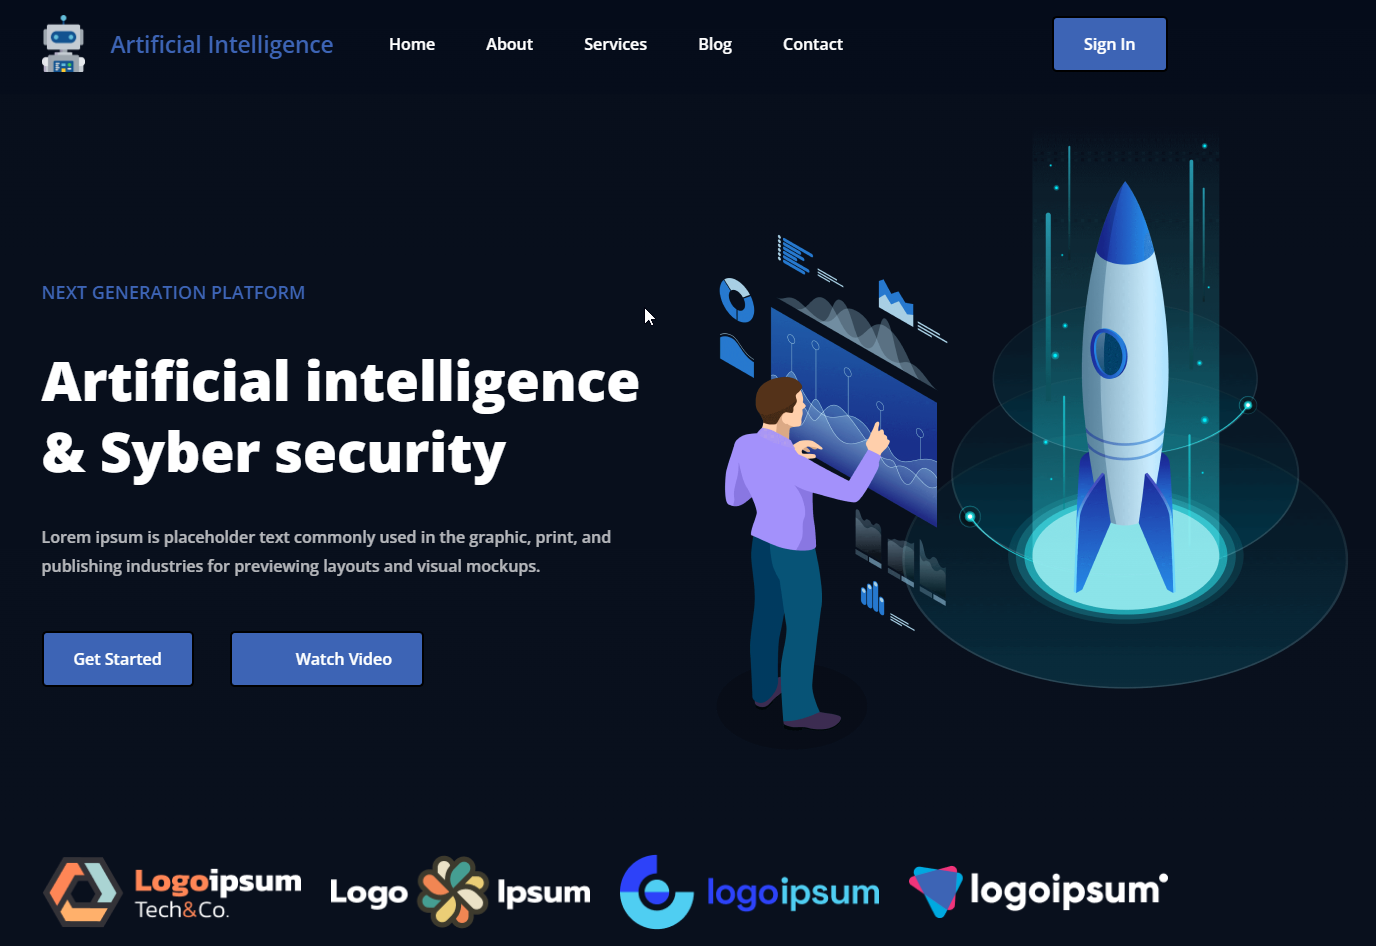 Artificial Intelligence
Home
About
Services
Blog
Contact
Sign In
NEXT GENERATION PLATFORM
Artificial intelligence
& Syber security
Lorem ipsum is placeholder text commonly used in the graphic, print, and
publishing industries for previewing layouts and visual mockups.
Get Started
Watch Video
Logoipsum
Tech&Co.
Logo Ipsum
logoipsum
logoipsum